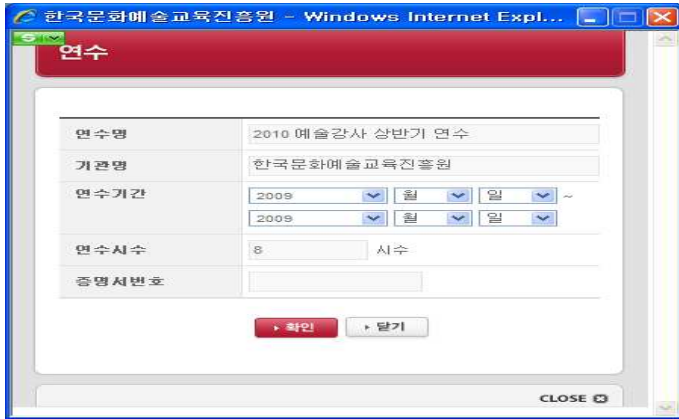 한국문화예술교육진흥원 - Windows Internet Expl...
연수
연수명 2010 예술강사 상반기 연수
기관명 한국문화예술교육진흥원
연수기간 2009 월 일 ~
2009 월 일
연수시수 8 시수
증명서번호
확인 닫기
CLOSE